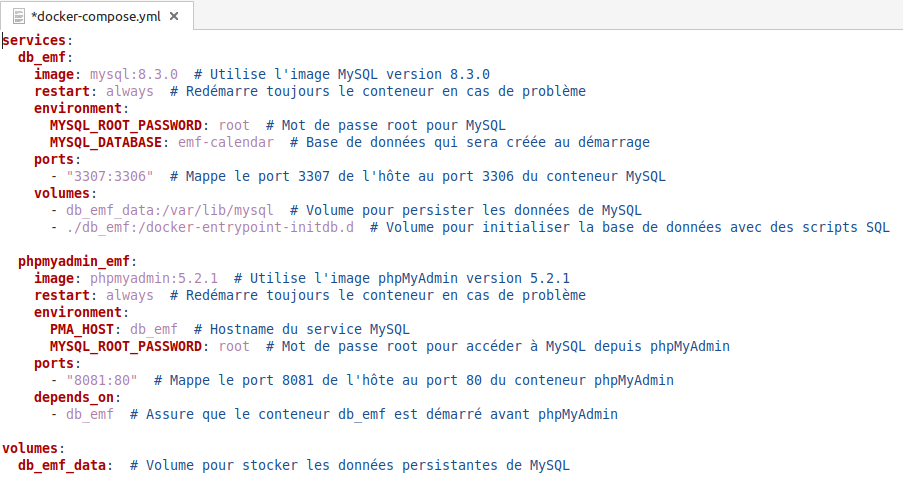 *docker-compose.yml ✕
services:
  db_emf:
    image: mysql:8.3.0  # Utilise l'image MySQL version 8.3.0
    restart: always  # Redémarre toujours le conteneur en cas de problème
    environment:
      MYSQL_ROOT_PASSWORD: root  # Mot de passe root pour MySQL
      MYSQL_DATABASE: emf-calendar  # Base de données qui sera créée au démarrage
    ports:
      - "3307:3306"  # Mappe le port 3307 de l'hôte au port 3306 du conteneur MySQL
    volumes:
      - db_emf_data:/var/lib/mysql  # Volume pour persister les données de MySQL
      - ./db_emf:/docker-entrypoint-initdb.d  # Volume pour initialiser la base de données avec des scripts SQL

  phpmyadmin_emf:
    image: phpmyadmin:5.2.1  # Utilise l'image phpMyAdmin version 5.2.1
    restart: always  # Redémarre toujours le conteneur en cas de problème
    environment:
      PMA_HOST: db_emf  # Hostname du service MySQL
      MYSQL_ROOT_PASSWORD: root  # Mot de passe root pour accéder à MySQL depuis phpMyAdmin
    ports:
      - "8081:80"  # Mappe le port 8081 de l'hôte au port 80 du conteneur phpMyAdmin
    depends_on:
      - db_emf  # Assure que le conteneur db_emf est démarré avant phpMyAdmin

volumes:
  db_emf_data:  # Volume pour stocker les données persistantes de MySQL